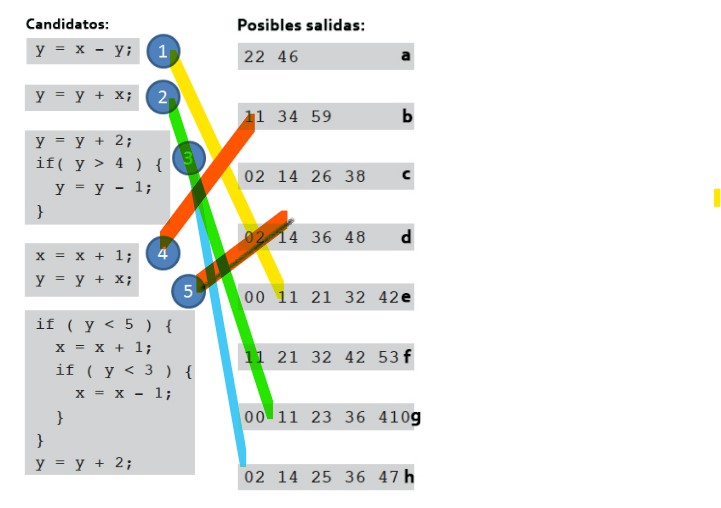 Candidatos:
y = x - y;
1
y = y + x;
2
y = y + 2;
if( y > 4 ) {
y = y - 1;
}
3
x = x + 1;
y = y + x;
4
5
if ( y < 5 ) {
x = x + 1;
if ( y < 3 ) {
x = x - 1;
}
}
y = y + 2;
Posibles salidas:
22 46 a
11 34 59 b
02 14 26 38 c
02 14 36 48 d
00 11 21 32 42 e
11 21 32 42 53 f
00 11 23 36 410 g
02 14 25 36 47 h